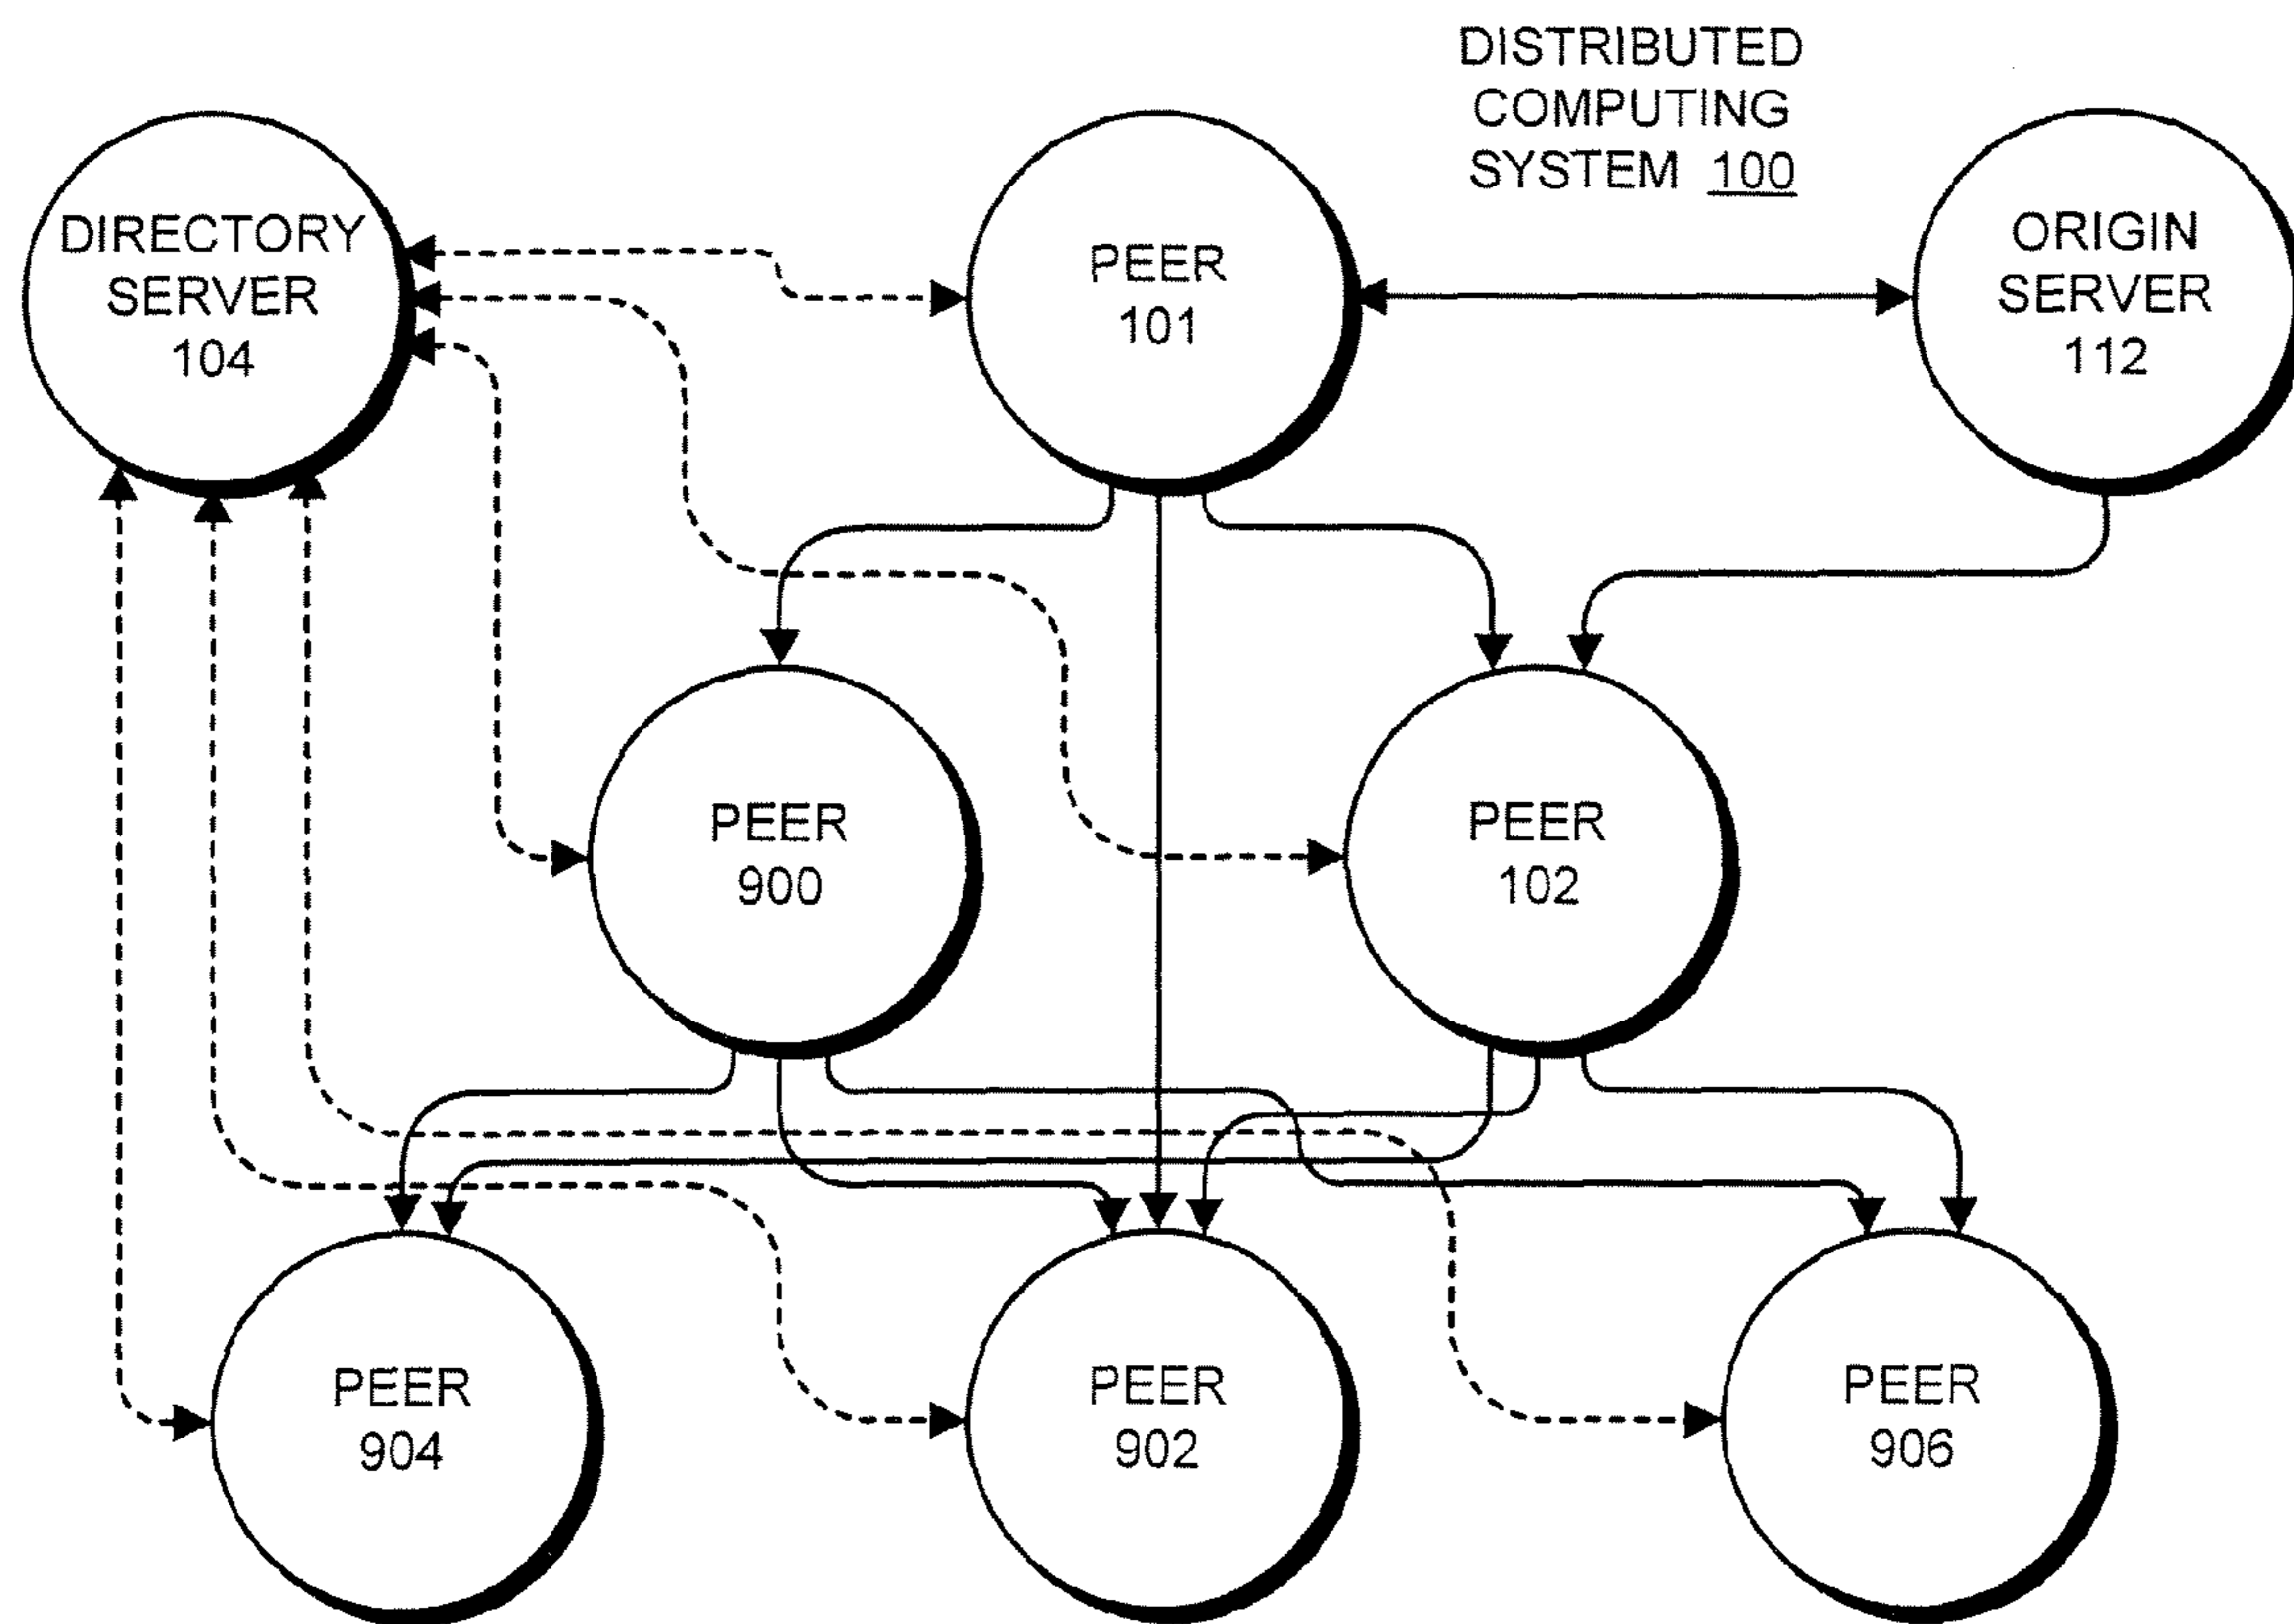 DISTRIBUTED
COMPUTING
SYSTEM 100
DIRECTORY
SERVER
104
PEER
101
ORIGIN
SERVER
112
PEER
900
PEER
102
PEER
904
PEER
902
PEER
906